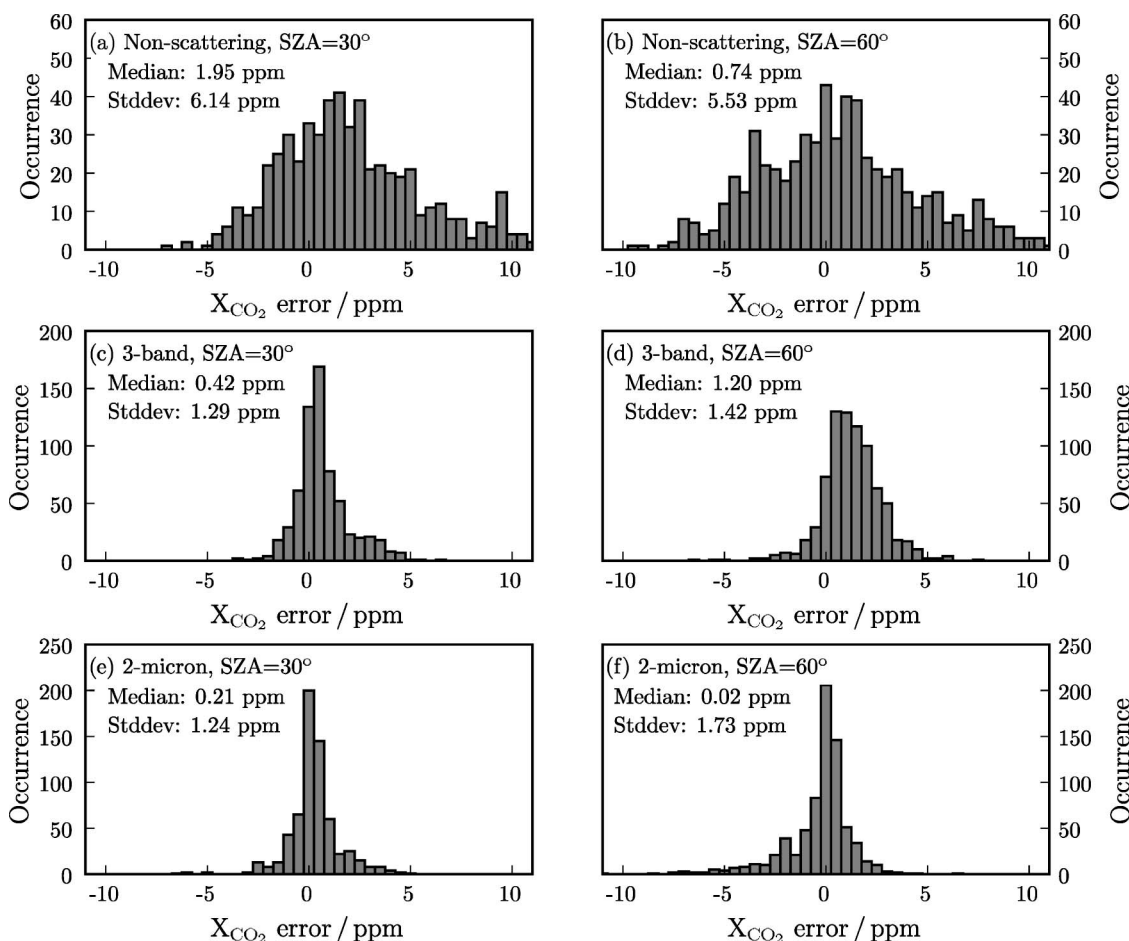 (a) Non-scattering, SZA=30°
Median: 1.95 ppm
Stddev: 6.14 ppm
Occurrence
60
50
40
30
20
10
0
-10 -5 0 5 10
X_CO₂ error / ppm
(b) Non-scattering, SZA=60°
Median: 0.74 ppm
Stddev: 5.53 ppm
Occurrence
60
50
40
30
20
10
0
-10 -5 0 5 10
X_CO₂ error / ppm
(c) 3-band, SZA=30°
Median: 0.42 ppm
Stddev: 1.29 ppm
Occurrence
200
150
100
50
0
-10 -5 0 5 10
X_CO₂ error / ppm
(d) 3-band, SZA=60°
Median: 1.20 ppm
Stddev: 1.42 ppm
Occurrence
200
150
100
50
0
-10 -5 0 5 10
X_CO₂ error / ppm
(e) 2-micron, SZA=30°
Median: 0.21 ppm
Stddev: 1.24 ppm
Occurrence
250
200
150
100
50
0
-10 -5 0 5 10
X_CO₂ error / ppm
(f) 2-micron, SZA=60°
Median: 0.02 ppm
Stddev: 1.73 ppm
Occurrence
250
200
150
100
50
0
-10 -5 0 5 10
X_CO₂ error / ppm